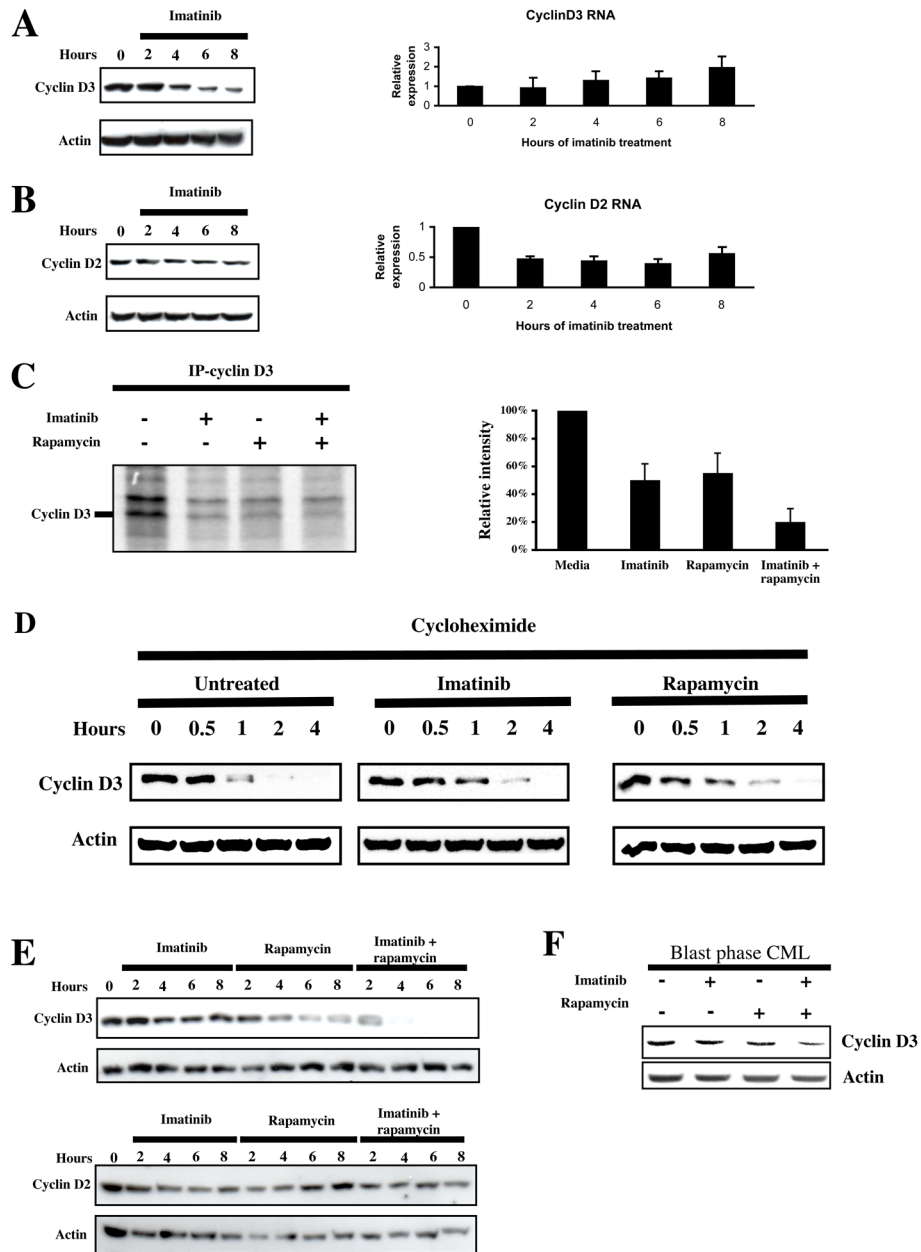 A
Imatinib
Hours 0 2 4 6 8
Cyclin D3
Actin
CyclinD3 RNA
Relative
expression
3
2
1
0
0 2 4 6 8
Hours of imatinib treatment
B
Imatinib
Hours 0 2 4 6 8
Cyclin D2
Actin
Cyclin D2 RNA
Relative
expression
1
0.5
0
0 2 4 6 8
Hours of imatinib treatment
C
IP-cyclin D3
Imatinib - + - +
Rapamycin - - + +
Cyclin D3
Relative intensity
100%
80%
60%
40%
20%
0%
Media Imatinib Rapamycin Imatinib +
rapamycin
D
Cycloheximide
Untreated Imatinib Rapamycin
Hours 0 0.5 1 2 4 0 0.5 1 2 4 0 0.5 1 2 4
Cyclin D3
Actin
E
Imatinib Rapamycin Imatinib +
rapamycin
Hours 0 2 4 6 8 2 4 6 8 2 4 6 8
Cyclin D3
Actin
Imatinib Rapamycin Imatinib +
rapamycin
Hours 0 2 4 6 8 2 4 6 8 2 4 6 8
Cyclin D2
Actin
F
Blast phase CML
Imatinib - + - +
Rapamycin - - + +
Cyclin D3
Actin